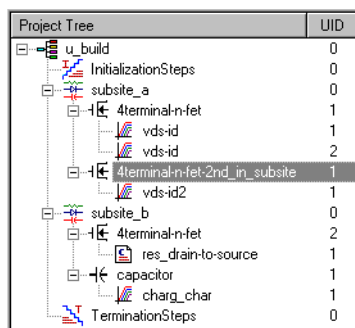 Project Tree UID
u_build 0
InitializationSteps 0
subsite_a 0
4terminal-n-fet 1
vds-id 1
vds-id 2
4terminal-n-fet-2nd_in_subsite 1
vds-id2 1
subsite_b 0
4terminal-n-fet 2
res_drain-to-source 1
capacitor 1
charg_char 1
TerminationSteps 0